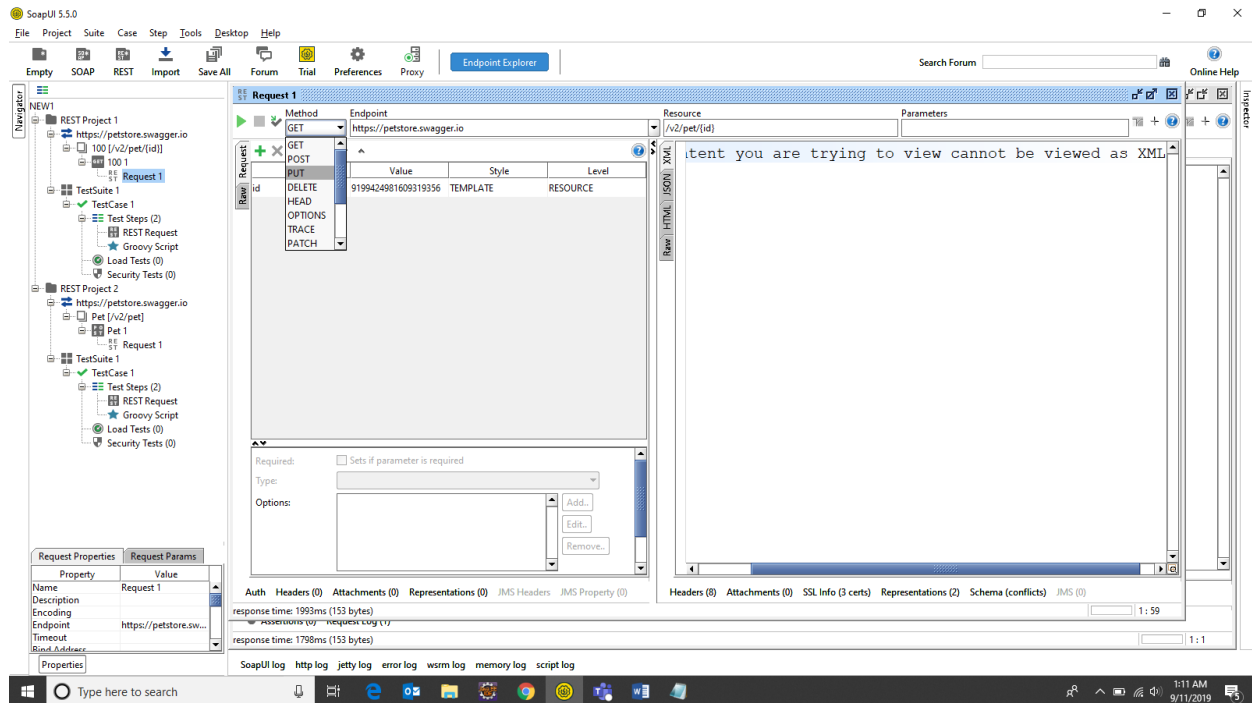 SoapUI 5.5.0
File Project Suite Case Step Tools Desktop Help
Empty SOAP REST Import Save All Forum Trial Preferences Proxy Endpoint Explorer Search Forum Online Help
Navigator
NEW1
REST Project 1
https://petstore.swagger.io
100 [/v2/pet/{id}]
100 1
Request 1
TestSuite 1
TestCase 1
Test Steps (2)
REST Request
Groovy Script
Load Tests (0)
Security Tests (0)
REST Project 2
https://petstore.swagger.io
Pet [/v2/pet]
Pet 1
Request 1
TestSuite 1
TestCase 1
Test Steps (2)
REST Request
Groovy Script
Load Tests (0)
Security Tests (0)
Request Properties Request Params
Property Value
Name Request 1
Description
Encoding
Endpoint https://petstore.sw...
Timeout
Bind Address
Properties
Request 1
Method Endpoint Resource Parameters
GET https://petstore.swagger.io /v2/pet/{id}
GET
POST
PUT
DELETE
HEAD
OPTIONS
TRACE
PATCH
Request
Raw
Value Style Level
id 9199424981609319356 TEMPLATE RESOURCE
Required: Sets if parameter is required
Type:
Options:
Add..
Edit..
Remove..
Auth Headers (0) Attachments (0) Representations (0) JMS Headers JMS Property (0)
XML
JSON
HTML
Raw
ntent you are trying to view cannot be viewed as XML
Headers (8) Attachments (0) SSL Info (3 certs) Representations (2) Schema (conflicts) JMS (0)
response time: 1993ms (153 bytes) 1 : 59
Assertions (0) Request Log (1)
response time: 1798ms (153 bytes) 1 : 1
Inspector
SoapUI log http log jetty log error log wsrm log memory log script log
Type here to search
1:11 AM
9/11/2019
5